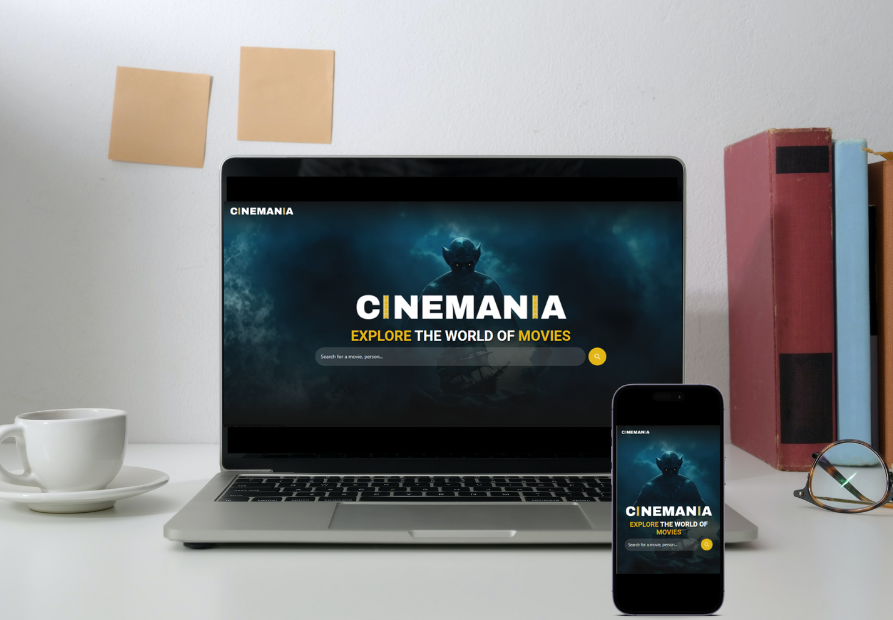 CINEMANIA
CINEMANIA
EXPLORE THE WORLD OF MOVIES
Search for a movie, person...
CINEMANIA
CINEMANIA
EXPLORE THE WORLD OF
MOVIES
Search for a movie, person...